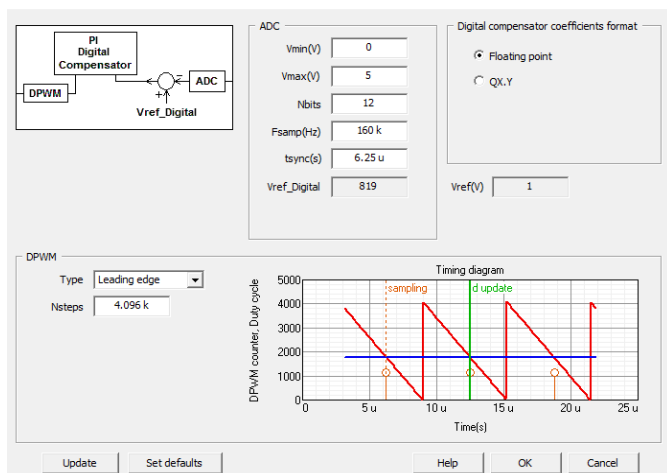 PI
Digital
Compensator
DPWM
ADC
−
+
Vref_Digital
ADC
Vmin(V) 0
Vmax(V) 5
Nbits 12
Fsamp(Hz) 160 k
tsync(s) 6.25 u
Vref_Digital 819
Digital compensator coefficients format
Floating point
QX.Y
Vref(V) 1
DPWM
Type Leading edge
Nsteps 4.096 k
Timing diagram
sampling
d update
DPWM counter, Duty cycle
5000
4000
3000
2000
1000
0
0 5 u 10 u 15 u 20 u 25 u
Time(s)
Update Set defaults Help OK Cancel